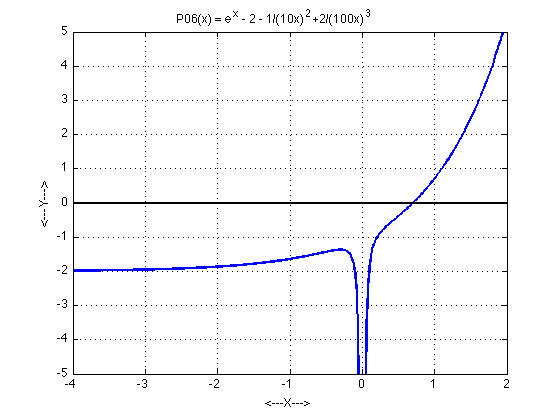 P06(x) = e^x - 2 - 1/(10x)^2 +2/(100x)^3
5
4
3
2
1
0
-1
-2
-3
-4
-5
<---Y--->
-4 -3 -2 -1 0 1 2
<---X--->